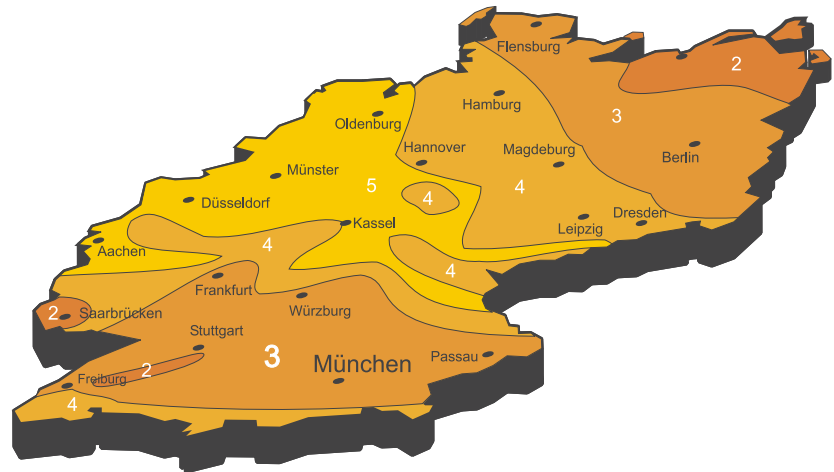 Flensburg
2
Hamburg
3
Oldenburg
Hannover
Magdeburg
Berlin
Münster
5
4
4
Düsseldorf
Kassel
Leipzig
Dresden
Aachen
4
4
Frankfurt
Würzburg
2
Saarbrücken
Stuttgart
3
München
Passau
2
Freiburg
4